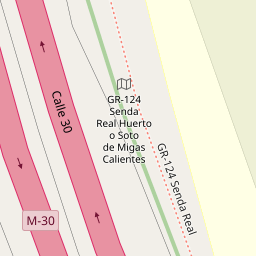 Calle 30
GR-124
Senda
Real Huerto
o Soto
de Migas
Calientes
GR-124 Senda Real
M-30